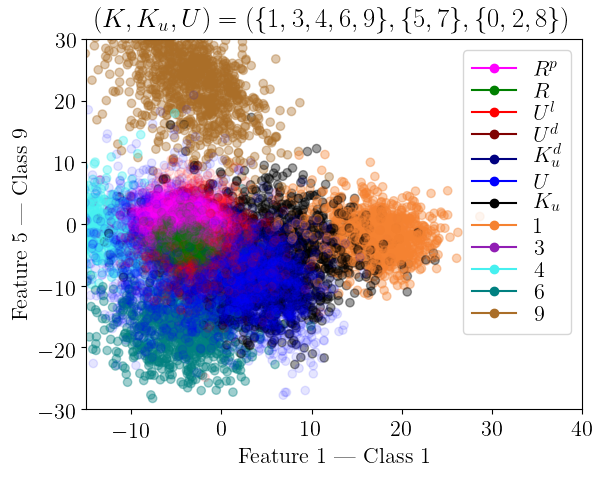 (K, K_u, U) = ({1, 3, 4, 6, 9}, {5, 7}, {0, 2, 8})
30
20
10
0
−10
−20
−30
Feature 5 — Class 9
R^p
R
U^l
U^d
K_u^d
U
K_u
1
3
4
6
9
−10
0
10
20
30
40
Feature 1 — Class 1